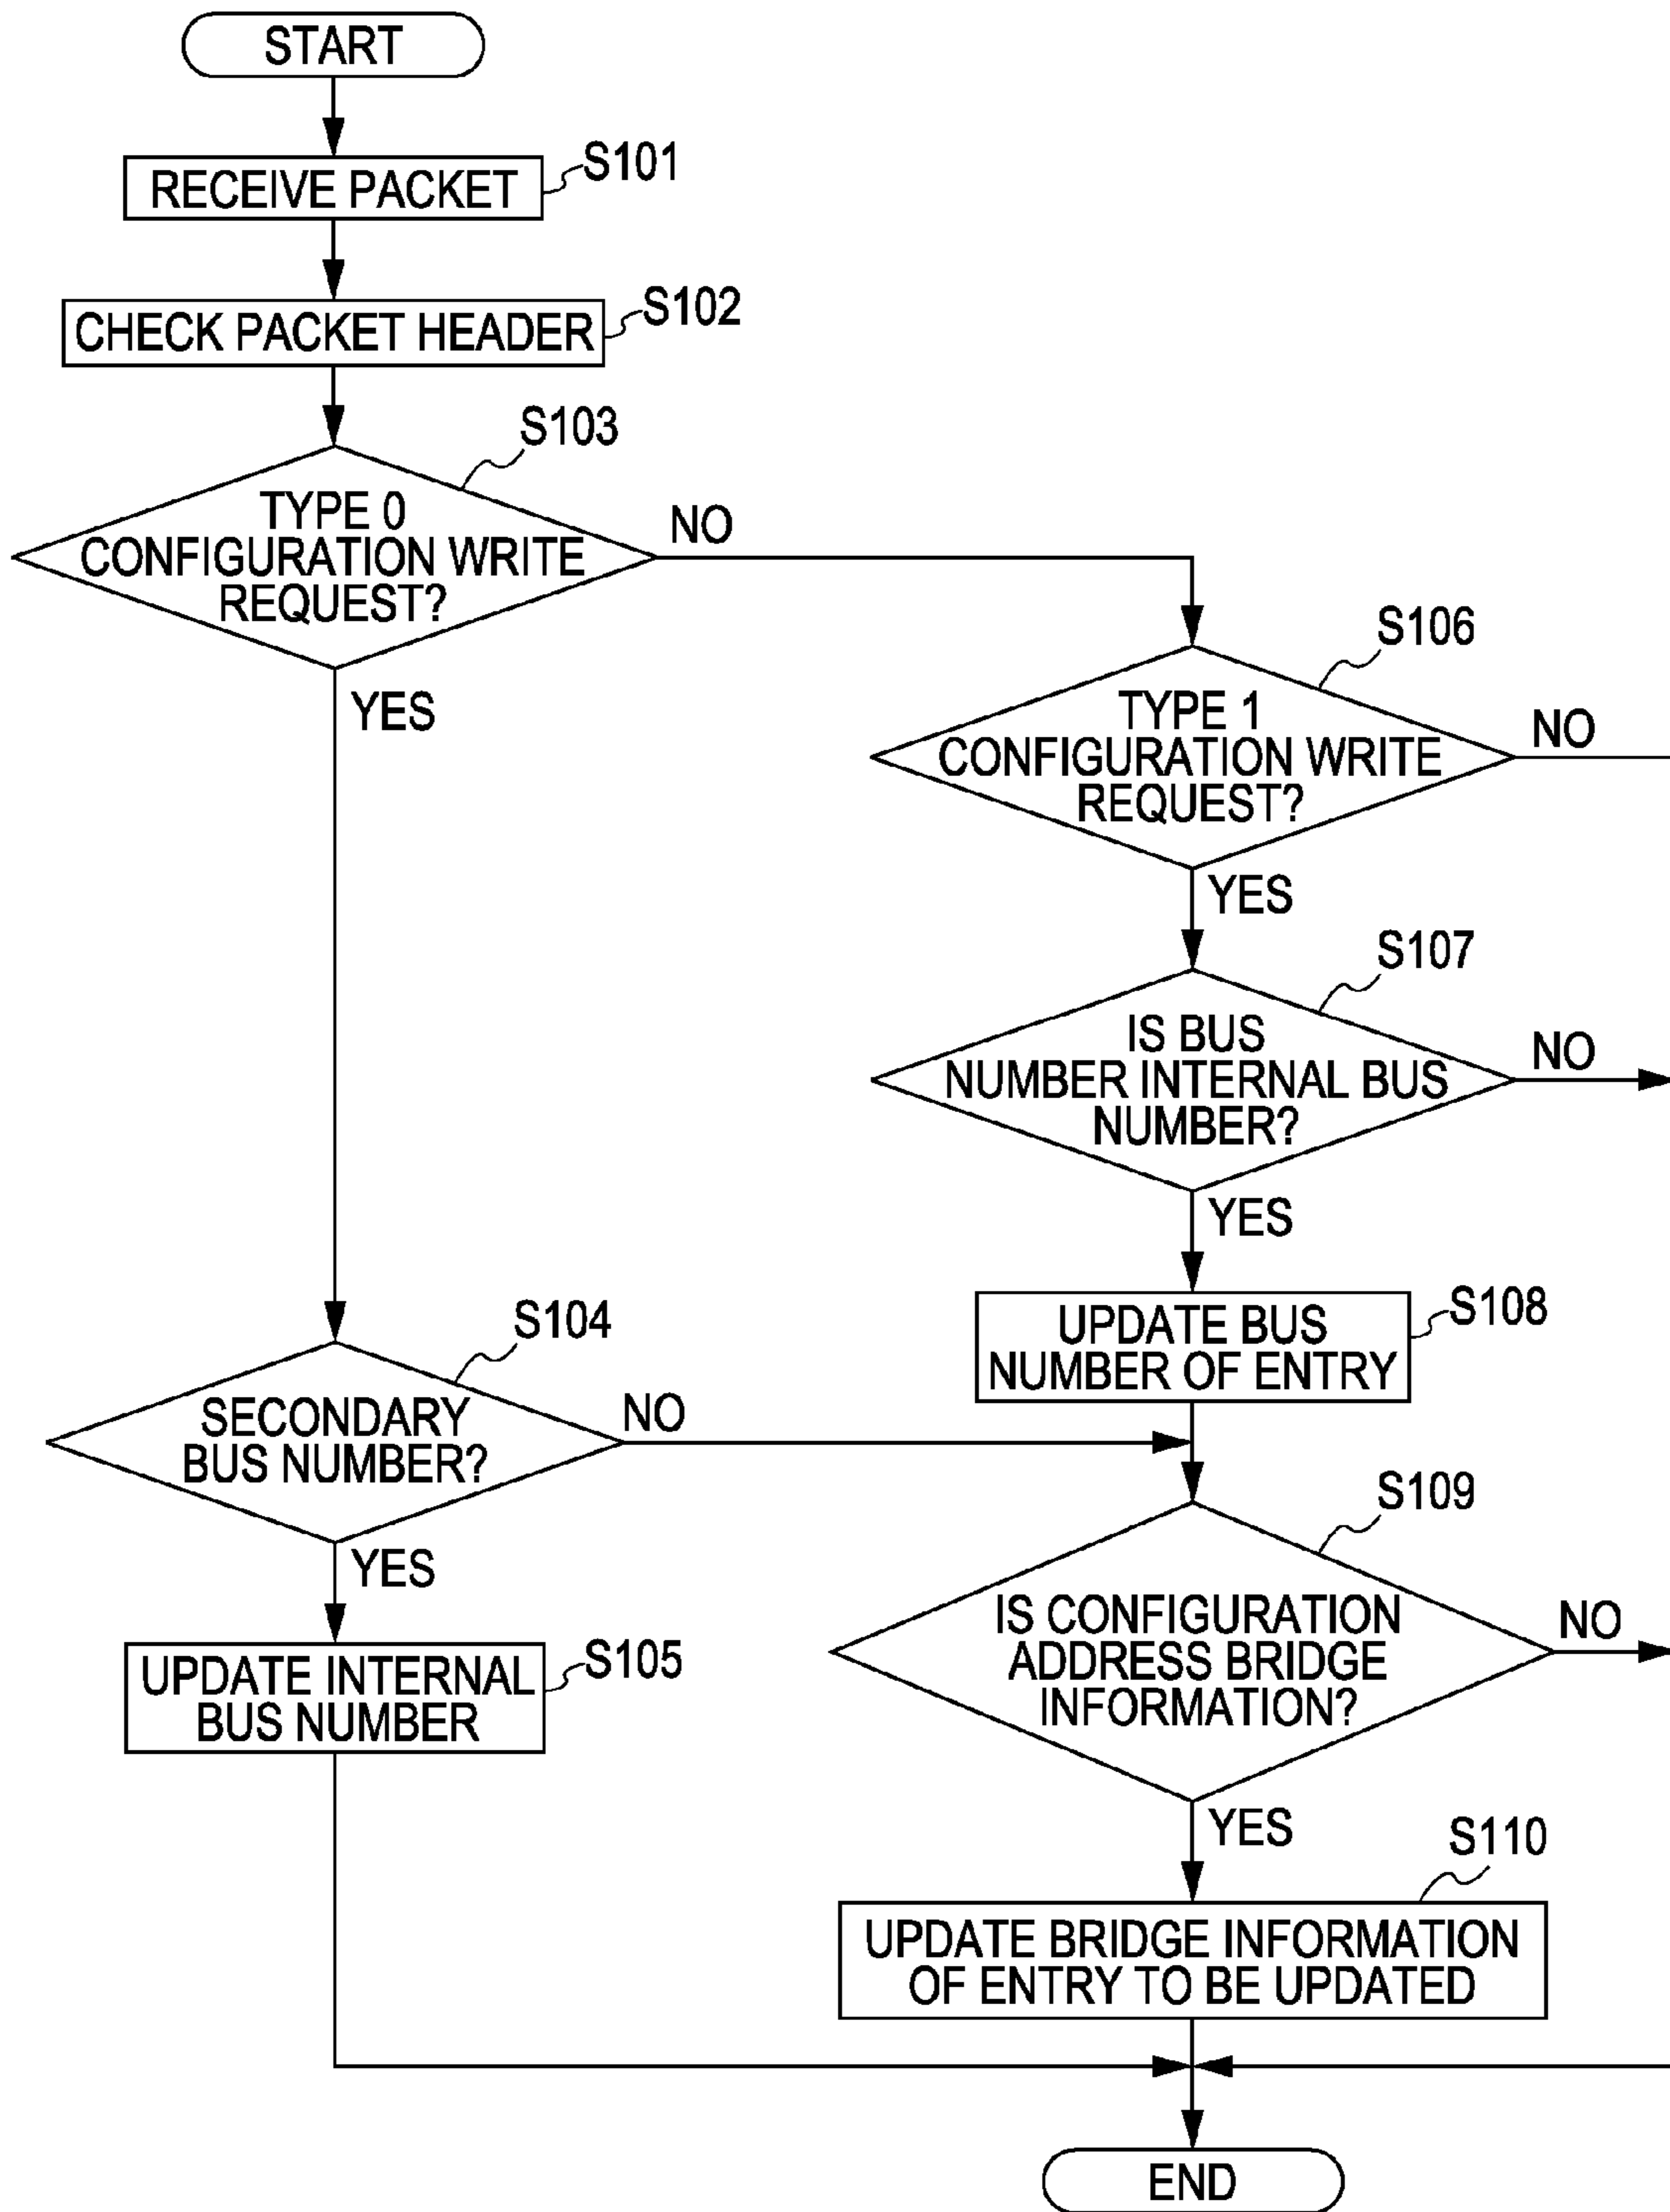 START
RECEIVE PACKET
S101
CHECK PACKET HEADER
S102
S103
TYPE 0
CONFIGURATION WRITE
REQUEST?
NO
YES
S106
TYPE 1
CONFIGURATION WRITE
REQUEST?
NO
YES
S107
IS BUS
NUMBER INTERNAL BUS
NUMBER?
NO
YES
S108
UPDATE BUS
NUMBER OF ENTRY
S104
SECONDARY
BUS NUMBER?
NO
YES
S105
UPDATE INTERNAL
BUS NUMBER
S109
IS CONFIGURATION
ADDRESS BRIDGE
INFORMATION?
NO
YES
S110
UPDATE BRIDGE INFORMATION
OF ENTRY TO BE UPDATED
END